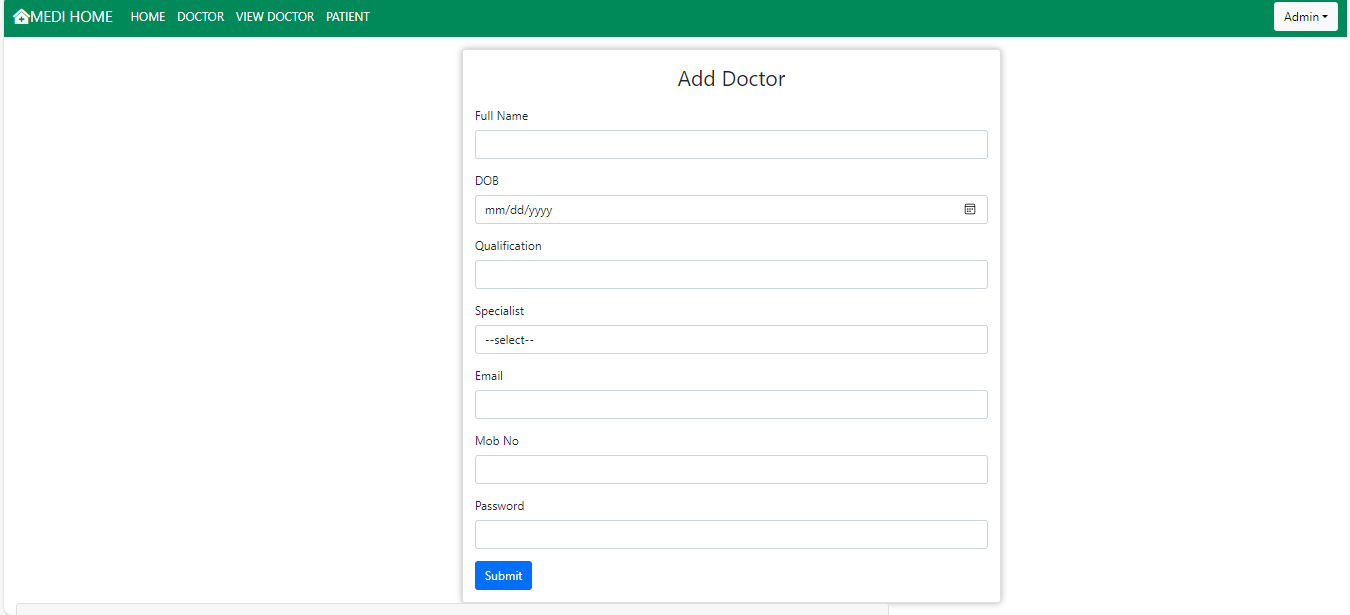 MEDI HOME HOME DOCTOR VIEW DOCTOR PATIENT Admin
Add Doctor
Full Name
DOB
mm/dd/yyyy
Qualification
Specialist
--select--
Email
Mob No
Password
Submit